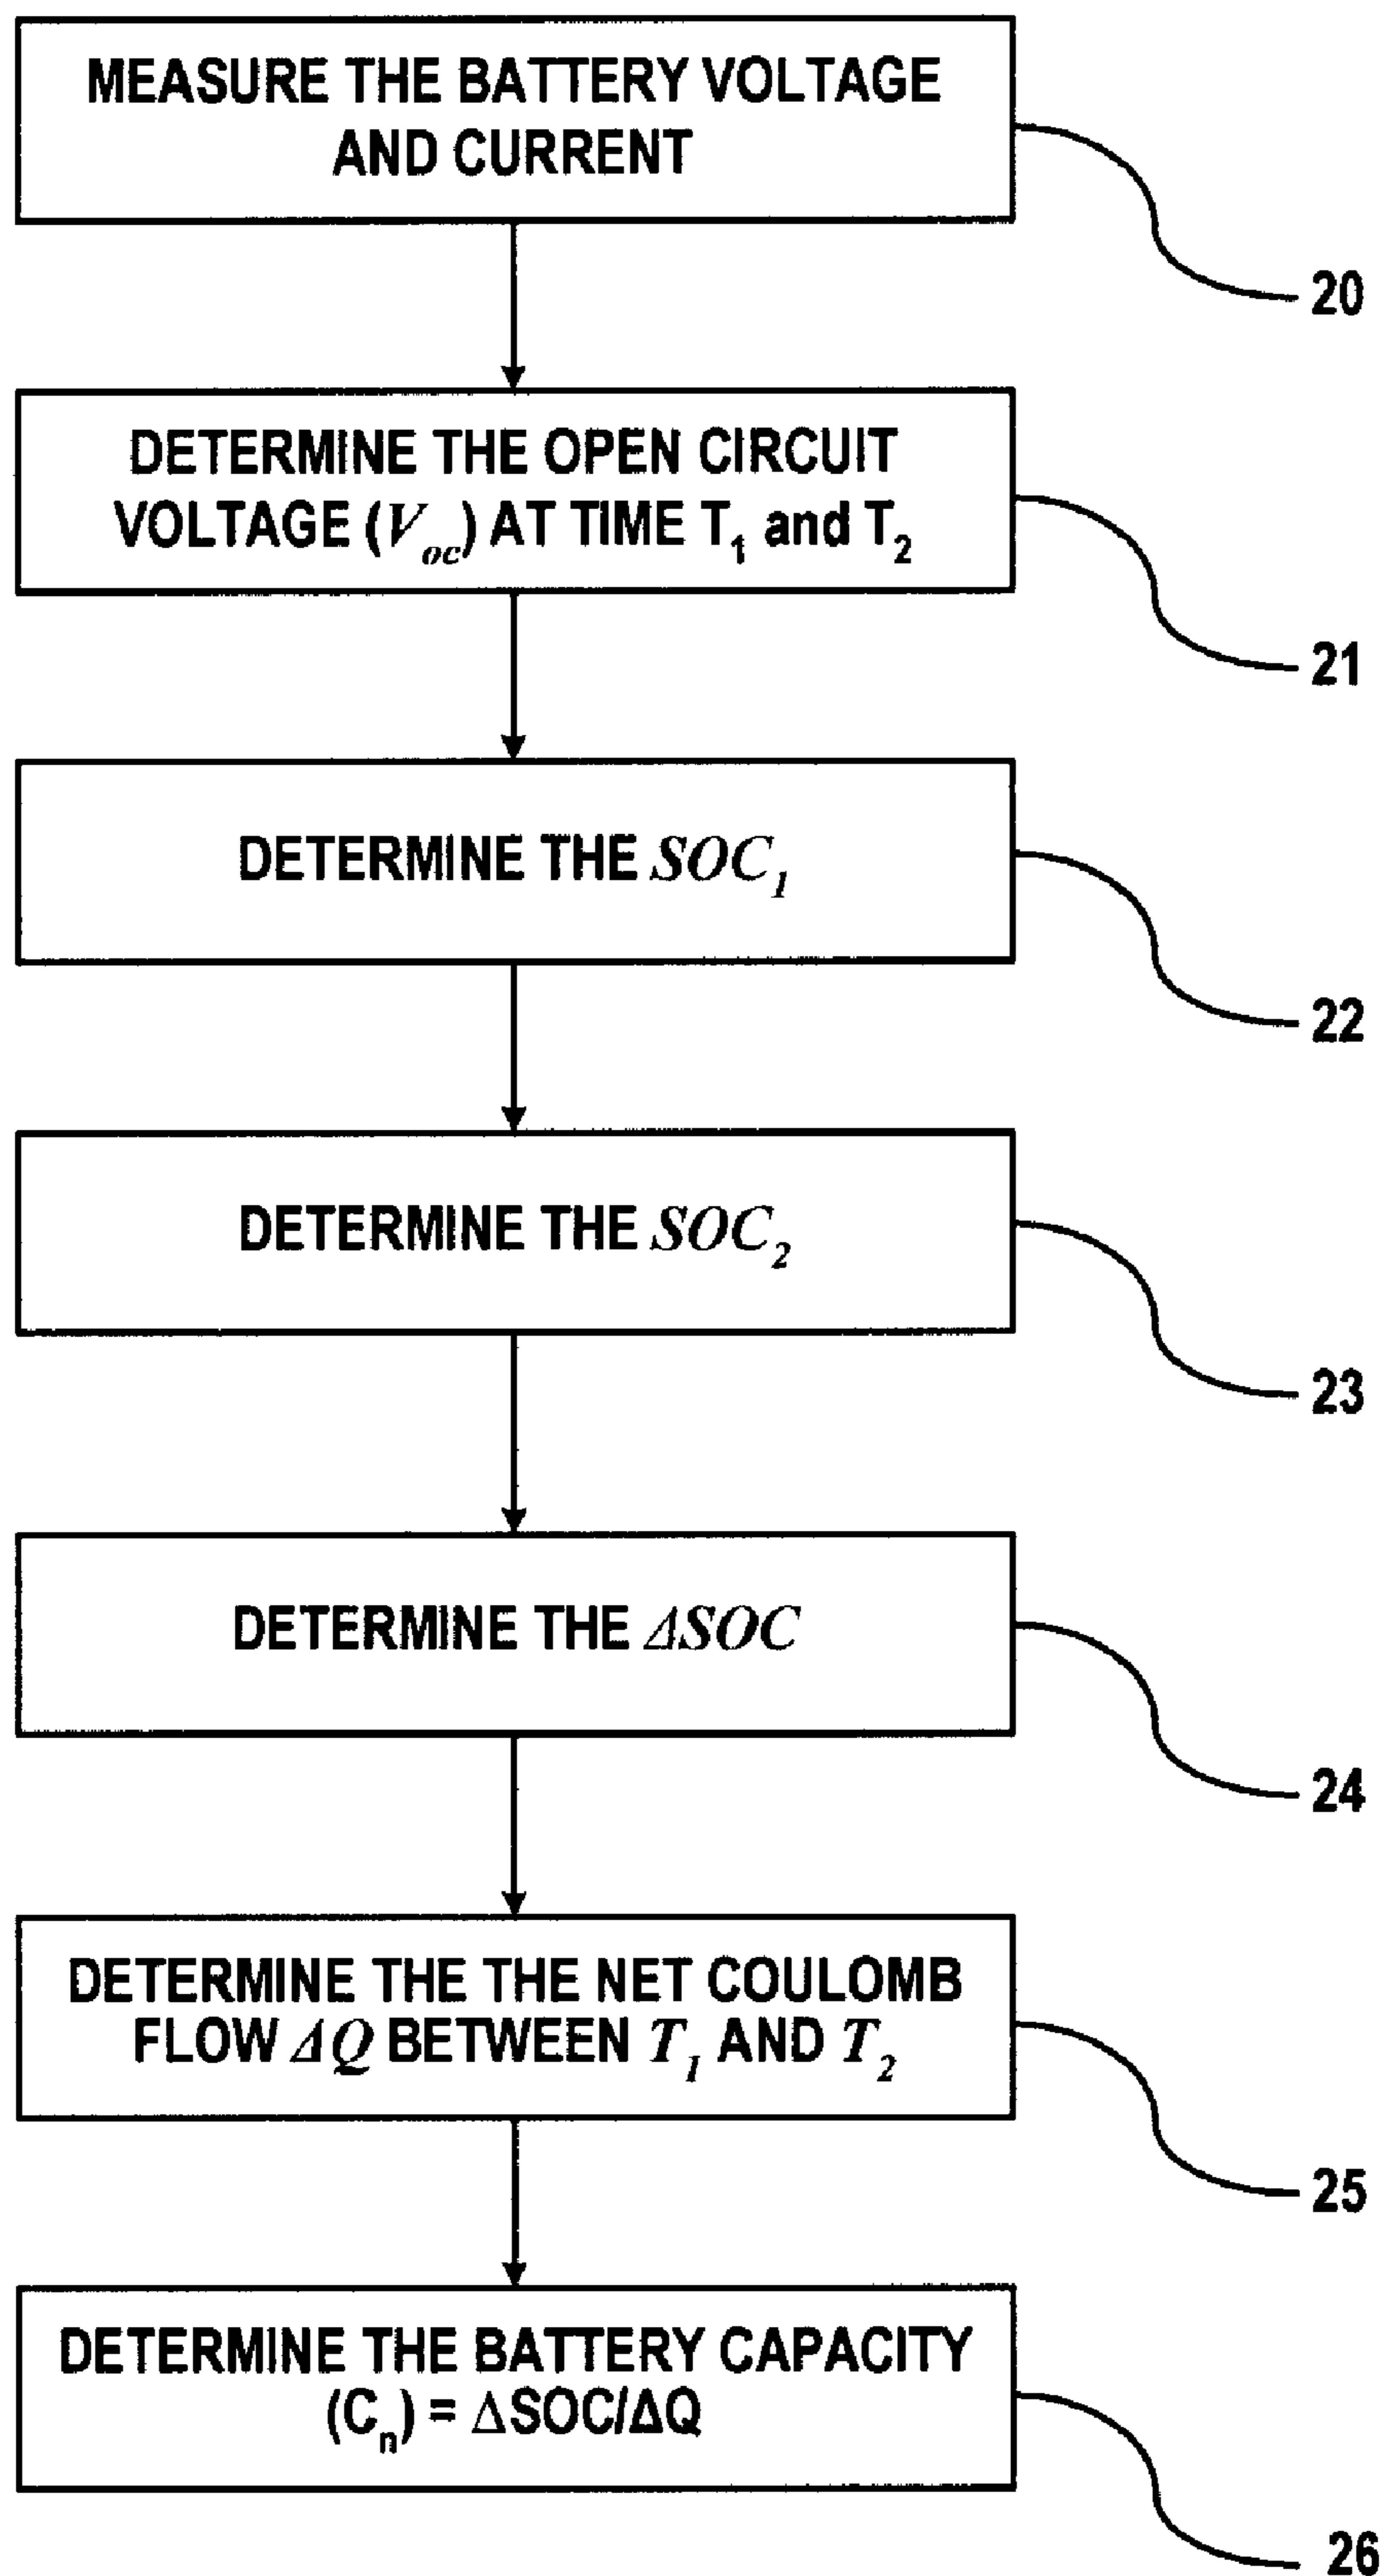 MEASURE THE BATTERY VOLTAGE
AND CURRENT
20
DETERMINE THE OPEN CIRCUIT
VOLTAGE (Voc) AT TIME T1 and T2
21
DETERMINE THE SOC1
22
DETERMINE THE SOC2
23
DETERMINE THE ΔSOC
24
DETERMINE THE THE NET COULOMB
FLOW ΔQ BETWEEN T1 AND T2
25
DETERMINE THE BATTERY CAPACITY
(Cn) = ΔSOC/ΔQ
26